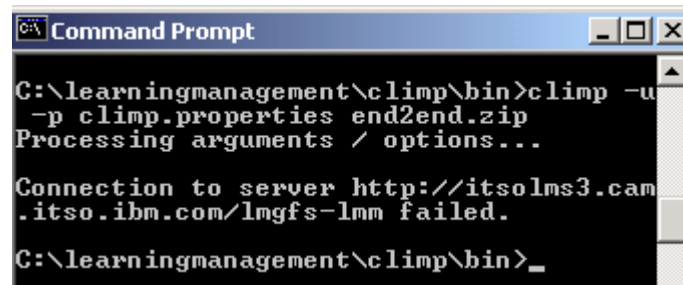 Command Prompt
C:\learningmanagement\climp\bin>climp -u
 -p climp.properties end2end.zip
Processing arguments / options...
Connection to server http://itsolms3.cam
.itso.ibm.com/lmgfs-lmm failed.
C:\learningmanagement\climp\bin>_